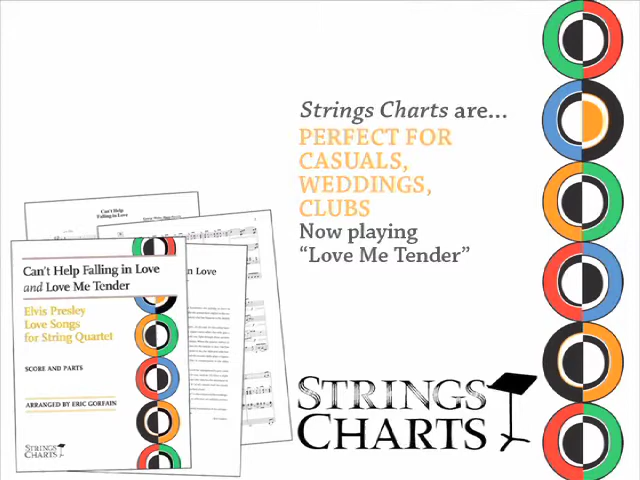 Strings Charts are...
PERFECT FOR
CASUALS,
WEDDINGS,
CLUBS
Now playing
“Love Me Tender”
Can't Help
Falling in Love
Can't Help Falling in Love
and Love Me Tender
Elvis Presley
Love Songs
for String Quartet
SCORE AND PARTS
ARRANGED BY ERIC GORFAIN
STRINGS
CHARTS
in Love
STRINGS
CHARTS